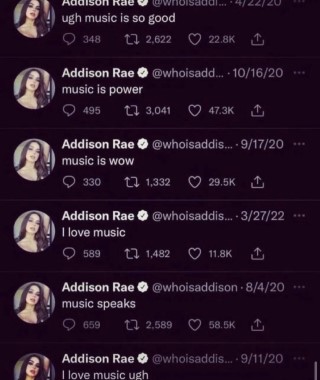 Addison Rae @whoisaddi... · 4/22/20
ugh music is so good
348 2,622 22.8K
Addison Rae @whoisadd... · 10/16/20 ...
music is power
495 3,041 47.3K
Addison Rae @whoisaddis... · 9/17/20 ...
music is wow
330 1,332 29.5K
Addison Rae @whoisaddis... · 3/27/22 ...
I love music
589 1,482 11.8K
Addison Rae @whoisaddison · 8/4/20 ...
music speaks
659 2,589 58.5K
Addison Rae @whoisaddis... · 9/11/20 ...
I love music ugh